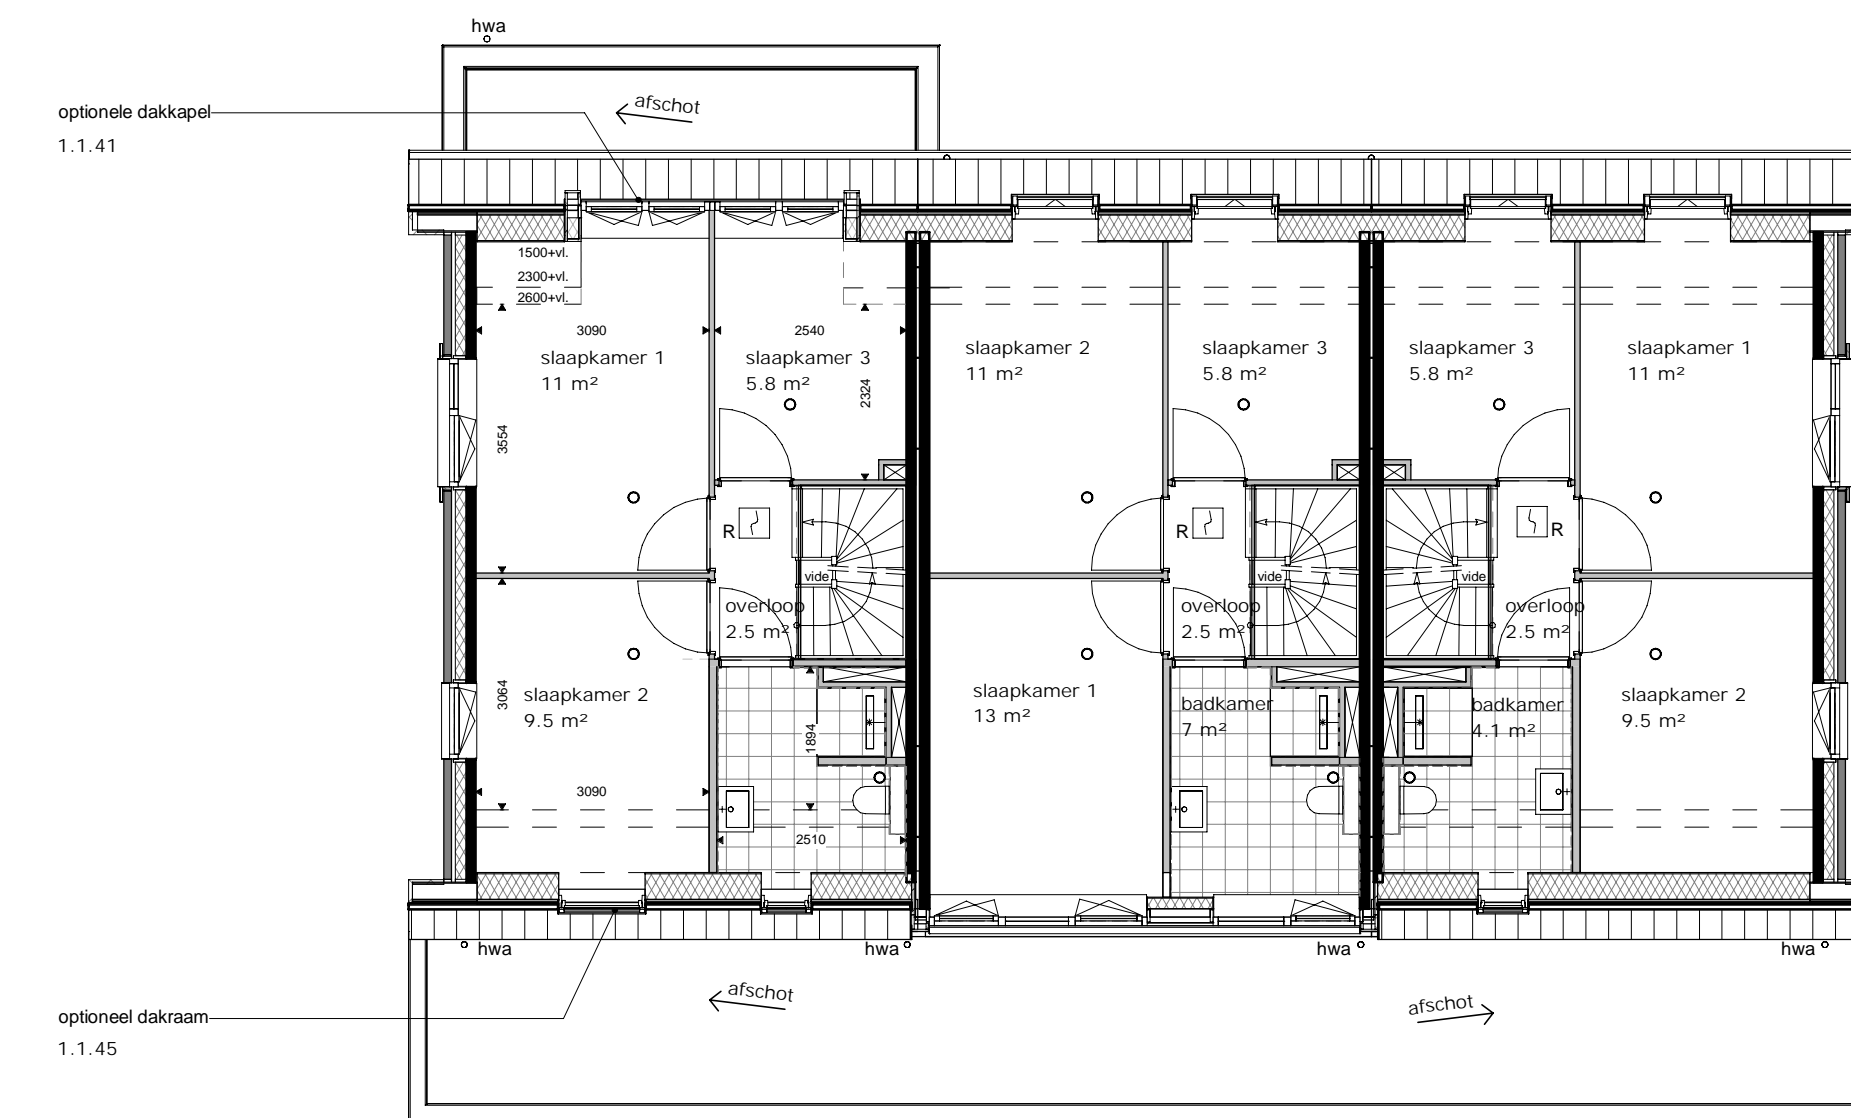 hwa
optionele dakkapel
1.1.41
afschot
1500+vl.
2300+vl.
2600+vl.
3090
2540
slaapkamer 1
11 m²
slaapkamer 3
5.8 m²
2324
3554
slaapkamer 2
11 m²
slaapkamer 3
5.8 m²
slaapkamer 3
5.8 m²
slaapkamer 1
11 m²
R
R
R
vide
vide
vide
overloop
2.5 m²
overloop
2.5 m²
overloop
2.5 m²
slaapkamer 2
9.5 m²
3064
1894
3090
2510
slaapkamer 1
13 m²
badkamer
7 m²
badkamer
4.1 m²
slaapkamer 2
9.5 m²
hwa
hwa
hwa
hwa
afschot
afschot
optioneel dakraam
1.1.45